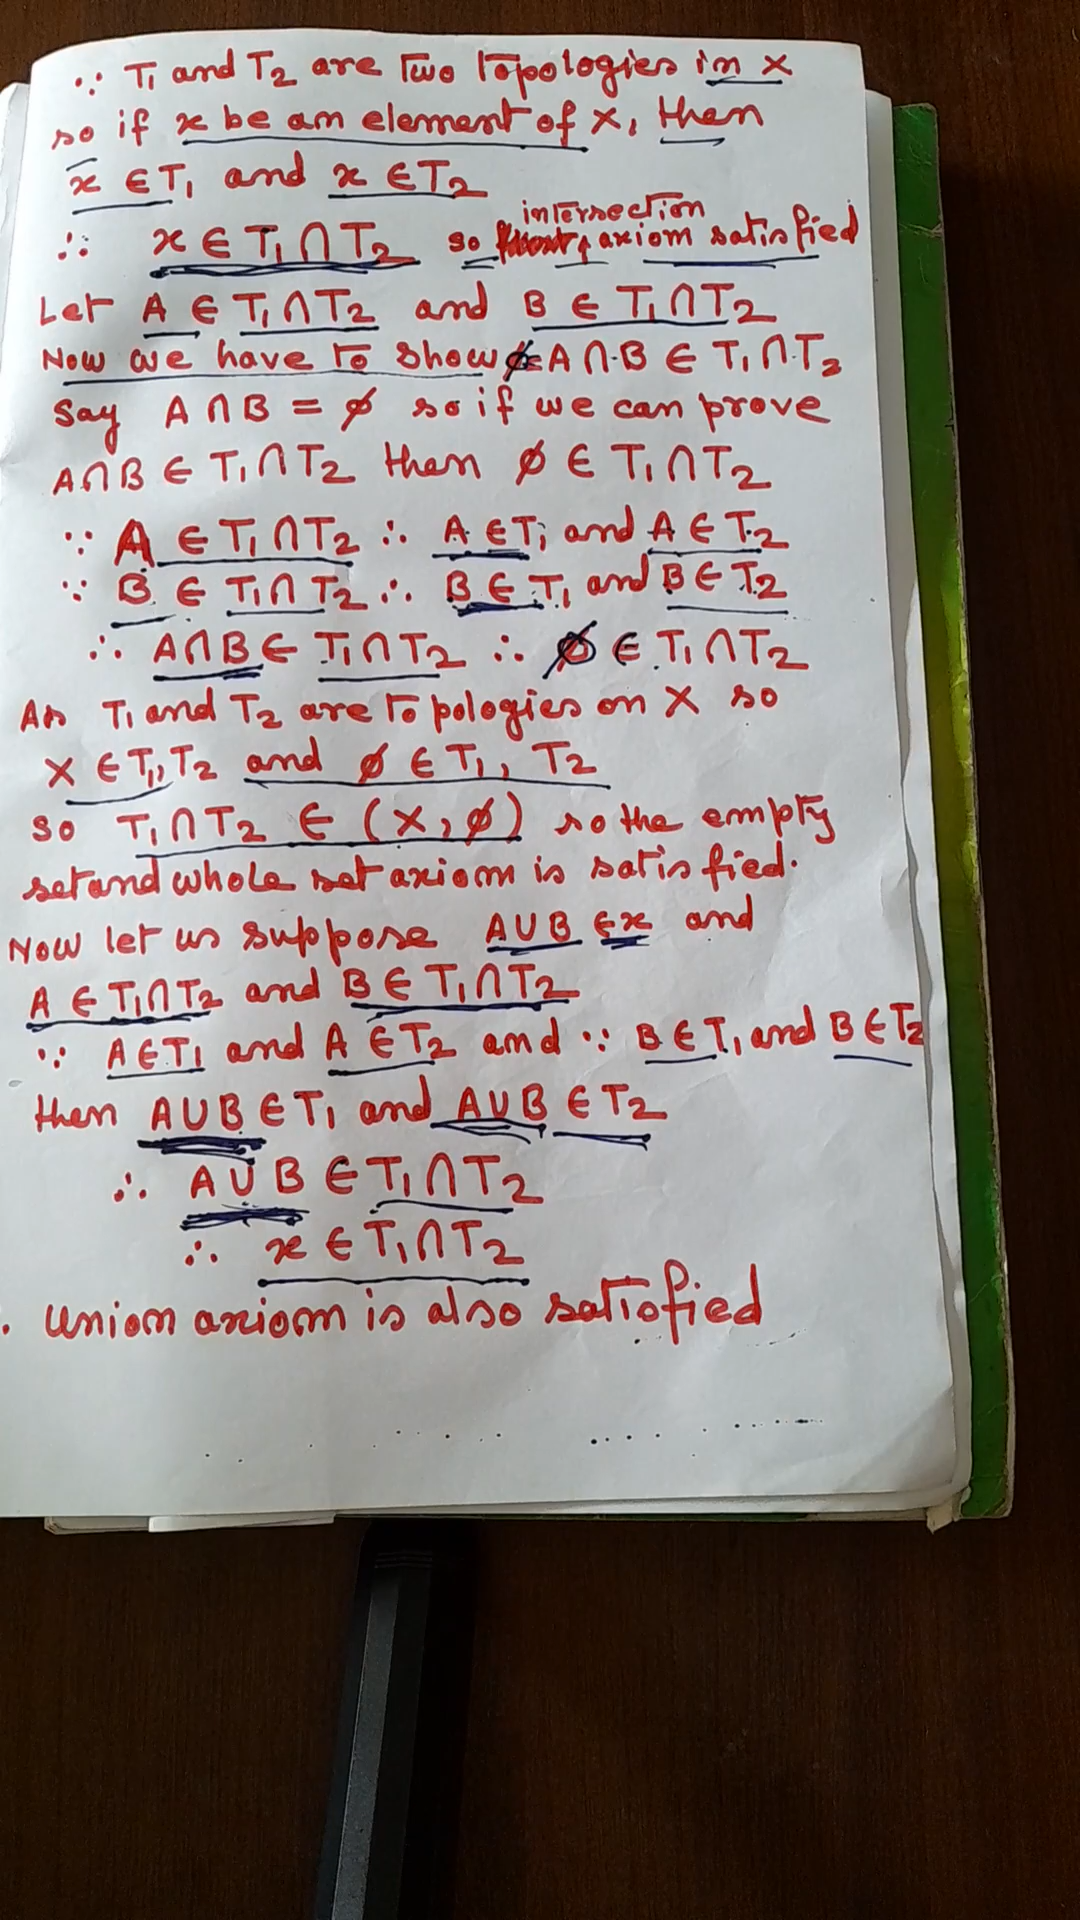 ∵ T₁ and T₂ are Two Topologies in X
so if x be an element of X, then
x ∈ T₁ and x ∈ T₂
intersection
∴ x ∈ T₁ ∩ T₂ so axiom satisfied
Let A ∈ T₁ ∩ T₂ and B ∈ T₁ ∩ T₂
Now we have to show A ∩ B ∈ T₁ ∩ T₂
Say A ∩ B = ϕ so if we can prove
A ∩ B ∈ T₁ ∩ T₂ then ϕ ∈ T₁ ∩ T₂
∵ A ∈ T₁ ∩ T₂ ∴ A ∈ T₁ and A ∈ T₂
∵ B ∈ T₁ ∩ T₂ ∴ B ∈ T₁ and B ∈ T₂
∴ A ∩ B ∈ T₁ ∩ T₂ ∴ ϕ ∈ T₁ ∩ T₂
As T₁ and T₂ are topologies on X so
X ∈ T₁, T₂ and ϕ ∈ T₁, T₂
so T₁ ∩ T₂ ∈ (X, ϕ) so the empty
set and whole set axiom is satisfied.
Now let us suppose A ∪ B ∈ x and
A ∈ T₁ ∩ T₂ and B ∈ T₁ ∩ T₂
∵ A ∈ T₁ and A ∈ T₂ and ∵ B ∈ T₁ and B ∈ T₂
then A ∪ B ∈ T₁ and A ∪ B ∈ T₂
∴ A ∪ B ∈ T₁ ∩ T₂
∴ x ∈ T₁ ∩ T₂
. Union axiom is also satisfied